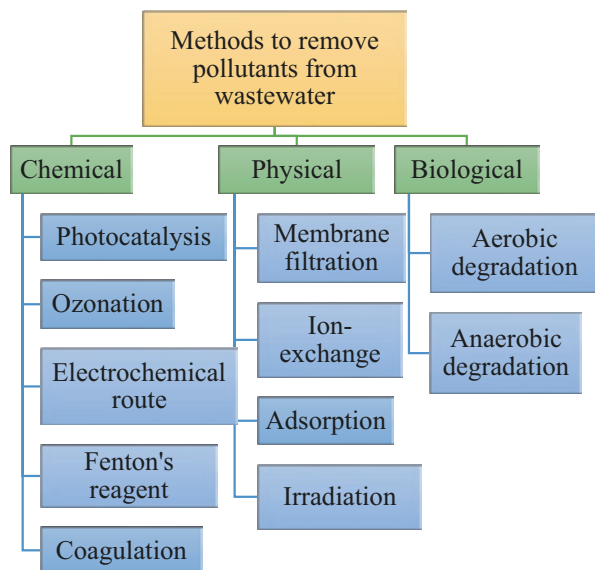 Methods to remove
pollutants from
wastewater
Chemical
Photocatalysis
Ozonation
Electrochemical
route
Fenton's
reagent
Coagulation
Physical
Membrane
filtration
Ion-
exchange
Adsorption
Irradiation
Biological
Aerobic
degradation
Anaerobic
degradation